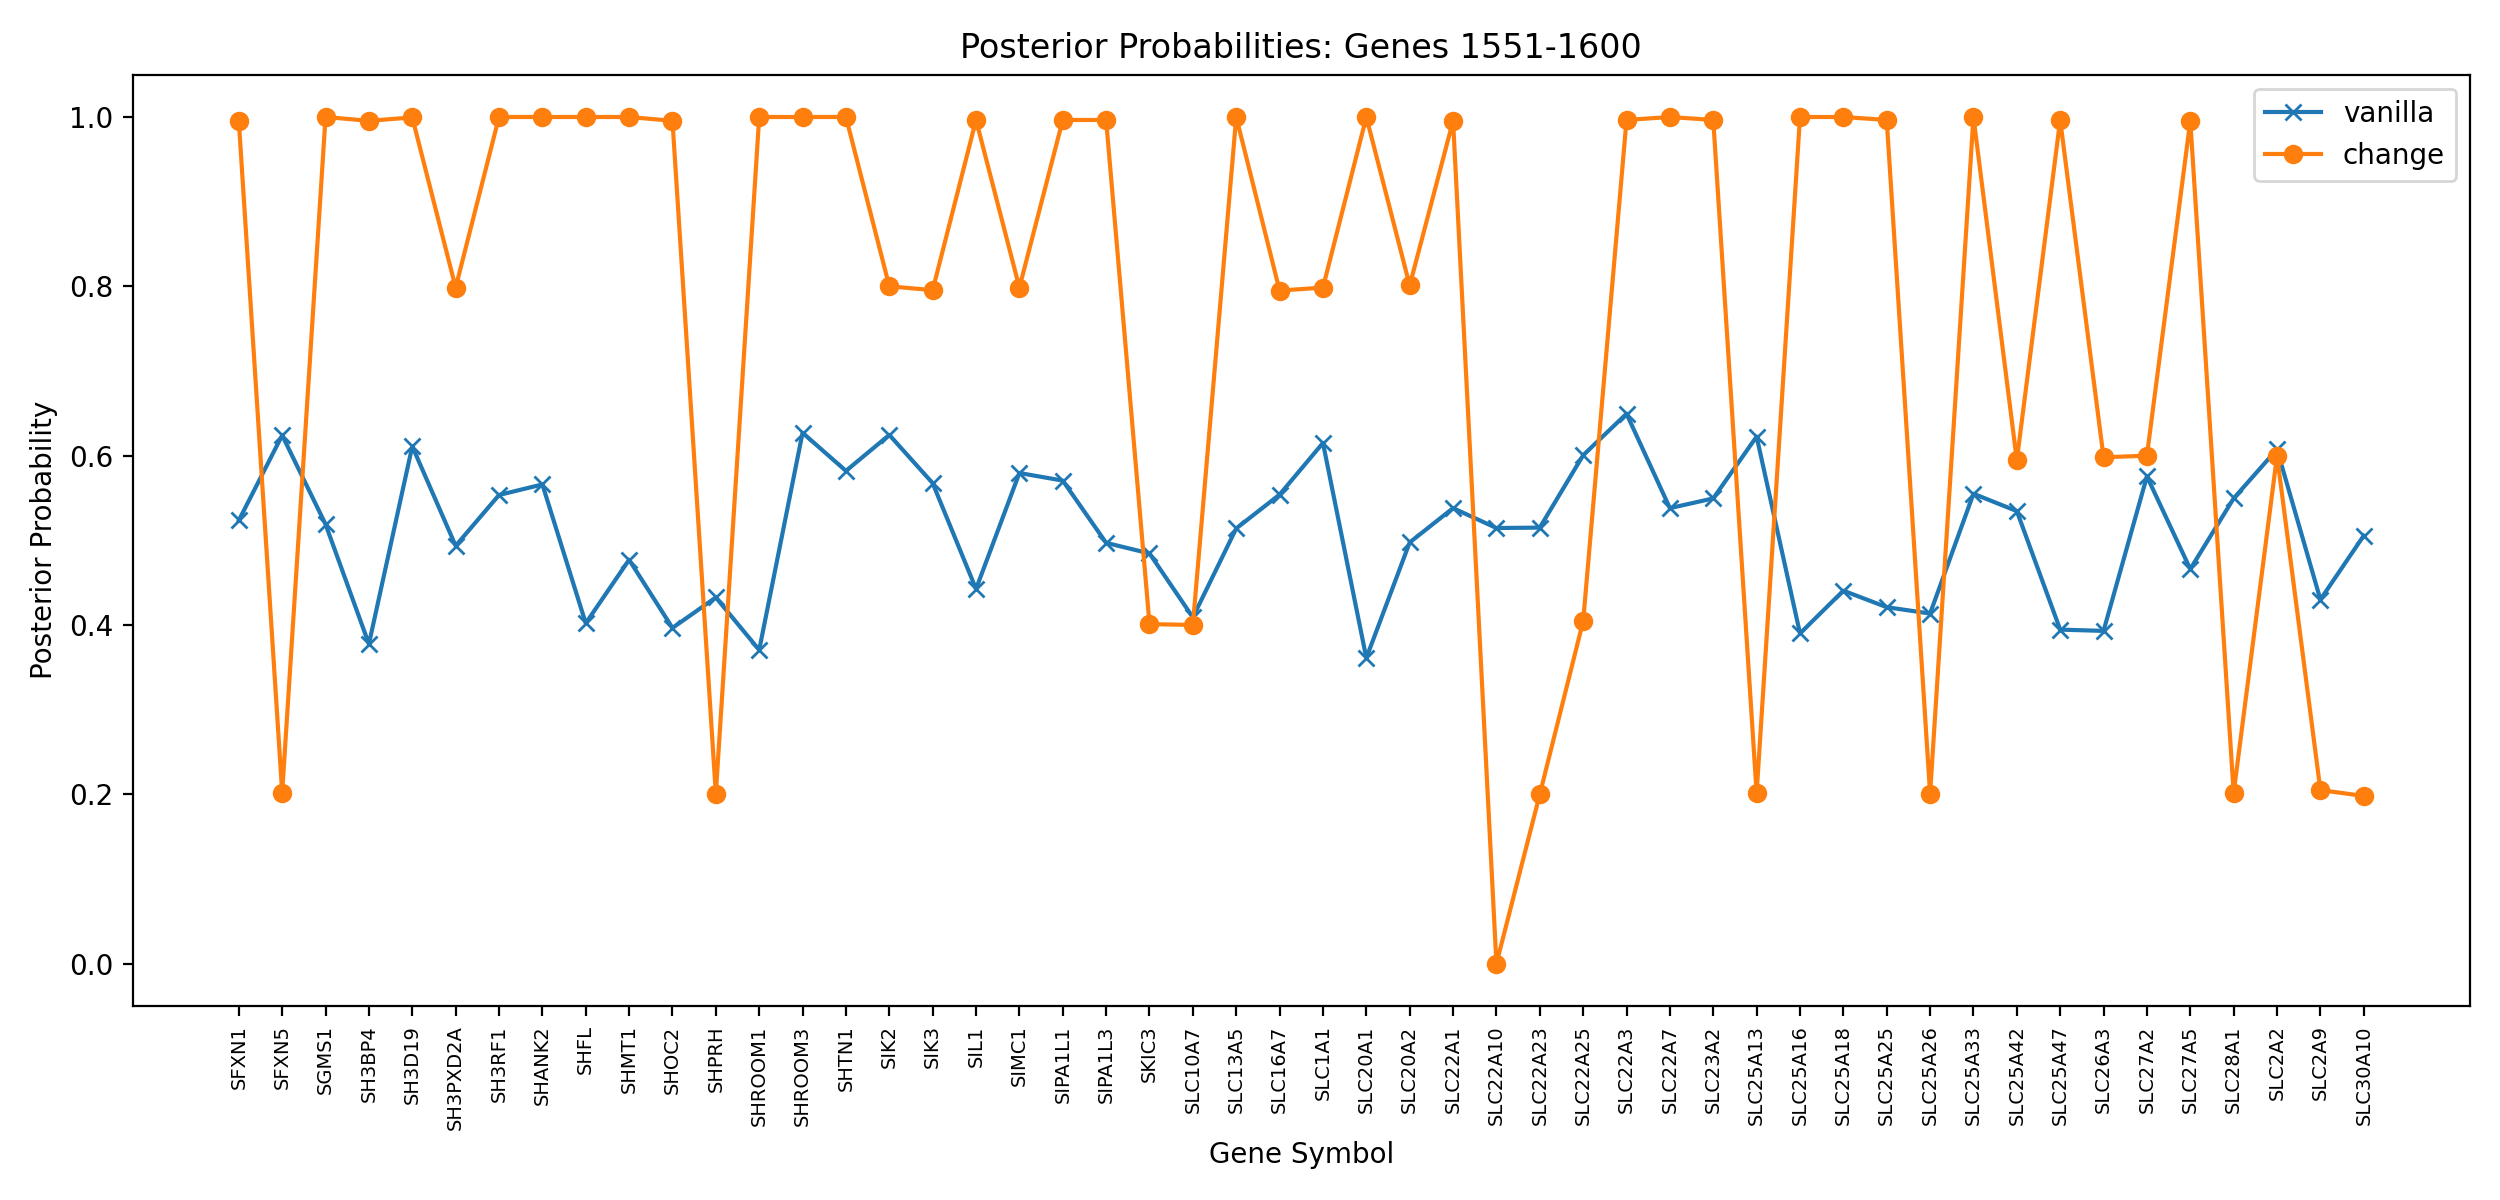 Posterior Probabilities: Genes 1551-1600
vanilla
change
Posterior Probability
1.0
0.8
0.6
0.4
0.2
0.0
SFXN1
SFXN5
SGMS1
SH3BP4
SH3D19
SH3PXD2A
SH3RF1
SHANK2
SHFL
SHMT1
SHOC2
SHPRH
SHROOM1
SHROOM3
SHTN1
SIK2
SIK3
SIL1
SIMC1
SIPA1L1
SIPA1L3
SKIC3
SLC10A7
SLC13A5
SLC16A7
SLC1A1
SLC20A1
SLC20A2
SLC22A1
SLC22A10
SLC22A23
SLC22A25
SLC22A3
SLC22A7
SLC23A2
SLC25A13
SLC25A16
SLC25A18
SLC25A25
SLC25A26
SLC25A33
SLC25A42
SLC25A47
SLC26A3
SLC27A2
SLC27A5
SLC28A1
SLC2A2
SLC2A9
SLC30A10
Gene Symbol